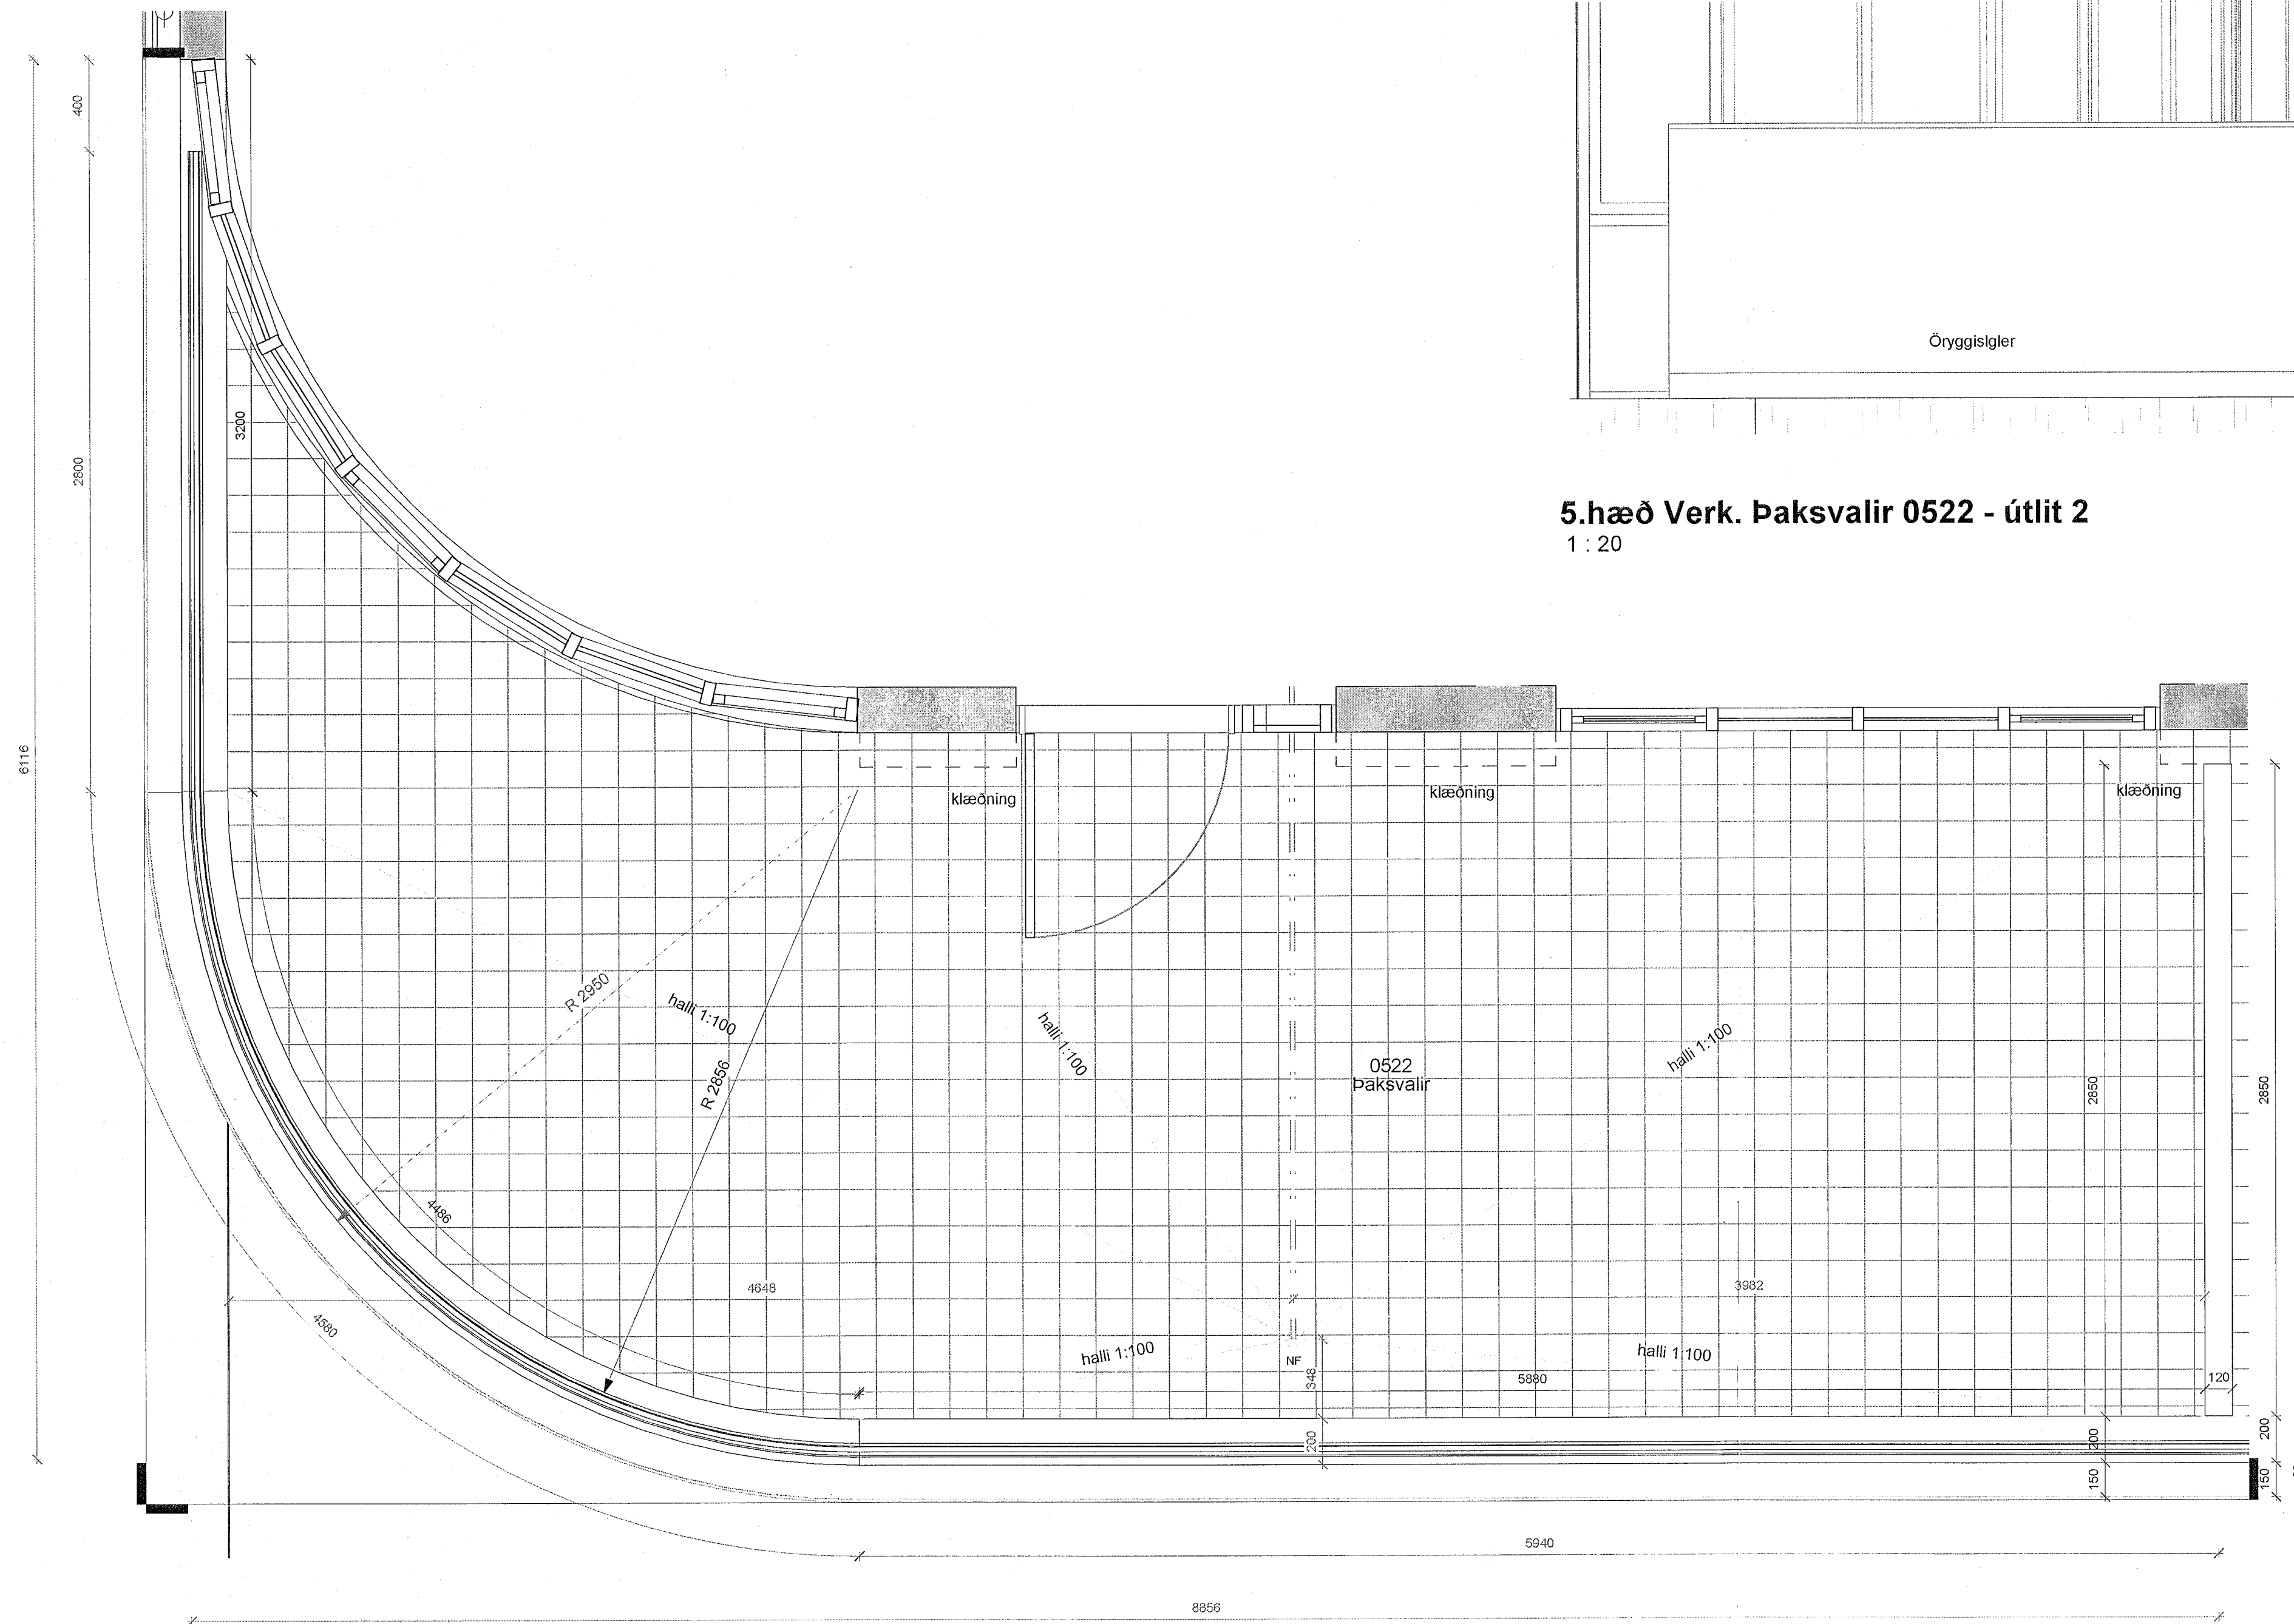 400
2800
6116
3200
Öryggislgler
5.hæð Verk. Þaksvalir 0522 - útlit 2
1 : 20
klæðning
klæðning
klæðning
R 2950
halli 1:100
R 2856
halli 1:100
0522
Þaksvalir
halli 1:100
2850
2850
4486
4580
4648
3982
halli 1:100
NF
348
halli 1:100
5880
120
200
200
200
150
150
5940
8856